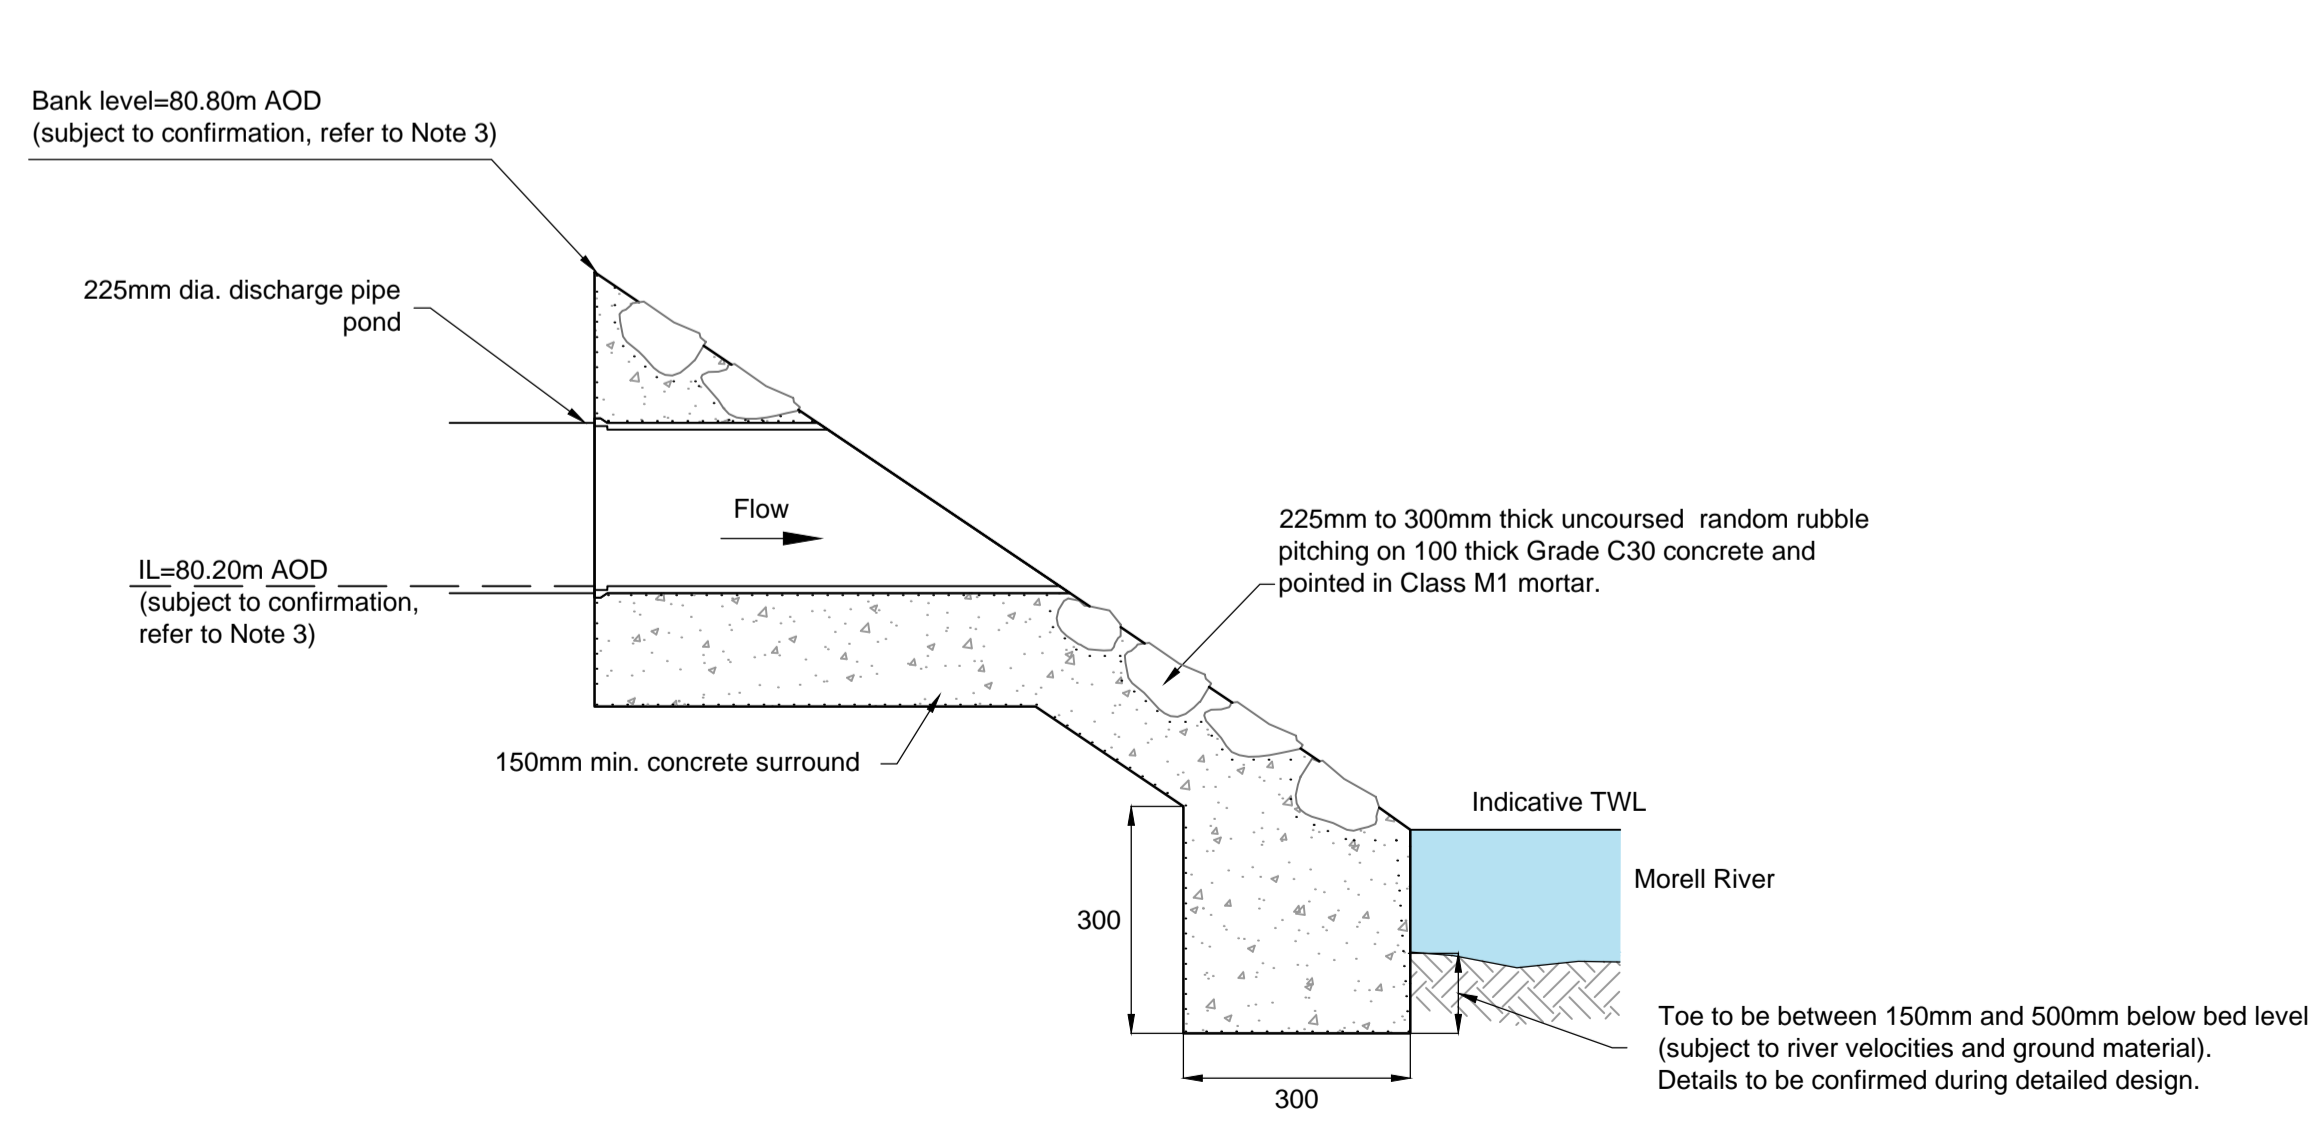 Bank level=80.80m AOD
(subject to confirmation, refer to Note 3)
225mm dia. discharge pipe
pond
Flow
225mm to 300mm thick uncoursed random rubble
pitching on 100 thick Grade C30 concrete and
pointed in Class M1 mortar.
IL=80.20m AOD
(subject to confirmation,
refer to Note 3)
150mm min. concrete surround
Indicative TWL
Morell River
300
Toe to be between 150mm and 500mm below bed level
(subject to river velocities and ground material).
Details to be confirmed during detailed design.
300